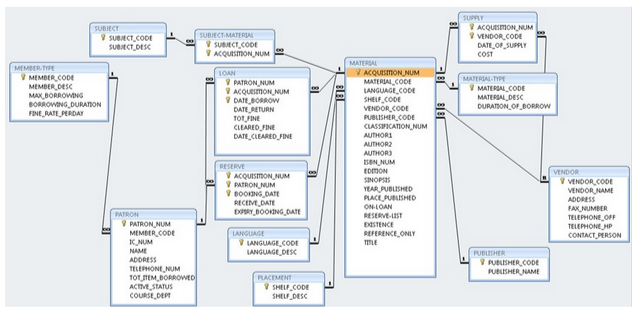 SUBJECT
SUBJECT_CODE
SUBJECT_DESC
SUBJECT-MATERIAL
SUBJECT_CODE
ACQUISITION_NUM
MEMBER-TYPE
MEMBER_CODE
MEMBER_DESC
MAX_BORROWING
BORROWING_DURATION
FINE_RATE_PERDAY
LOAN
PATRON_NUM
ACQUISITION_NUM
DATE_BORROW
DATE_RETURN
TOT_FINE
CLEARED_FINE
DATE_CLEARED_FINE
RESERVE
ACQUISITION_NUM
PATRON_NUM
BOOKING_DATE
RECEIVE_DATE
EXPIRY_BOOKING_DATE
PATRON
PATRON_NUM
MEMBER_CODE
IC_NUM
NAME
ADDRESS
TELEPHONE_NUM
TOT_ITEM_BORROWED
ACTIVE_STATUS
COURSE_DEPT
LANGUAGE
LANGUAGE_CODE
LANGUAGE_DESC
PLACEMENT
SHELF_CODE
SHELF_DESC
MATERIAL
ACQUISITION_NUM
MATERIAL_CODE
LANGUAGE_CODE
SHELF_CODE
VENDOR_CODE
PUBLISHER_CODE
CLASSIFICATION_NUM
AUTHOR1
AUTHOR2
AUTHOR3
ISBN_NUM
EDITION
SINOPSIS
YEAR_PUBLISHED
PLACE_PUBLISHED
ON-LOAN
RESERVE-LIST
EXISTENCE
REFERENCE_ONLY
TITLE
SUPPLY
ACQUISITION_NUM
VENDOR_CODE
DATE_OF_SUPPLY
COST
MATERIAL-TYPE
MATERIAL_CODE
MATERIAL_DESC
DURATION_OF_BORROW
VENDOR
VENDOR_CODE
VENDOR_NAME
ADDRESS
FAX_NUMBER
TELEPHONE_OFF
TELEPHONE_HP
CONTACT_PERSON
PUBLISHER
PUBLISHER_CODE
PUBLISHER_NAME